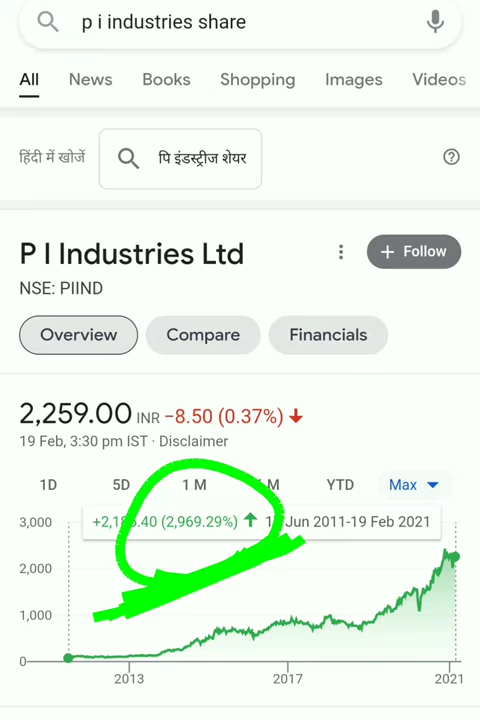 p i industries share
All News Books Shopping Images Videos
हिंदी में खोजें पि इंडस्ट्रीज शेयर
P I Industries Ltd
Follow
NSE: PIIND
Overview Compare Financials
2,259.00 INR −8.50 (0.37%)
19 Feb, 3:30 pm IST · Disclaimer
1D 5D 1 M M YTD Max
(2,969.29%) Jun 2011-19 Feb 2021
3,000
2,000
1,000
0
2013 2017 2021